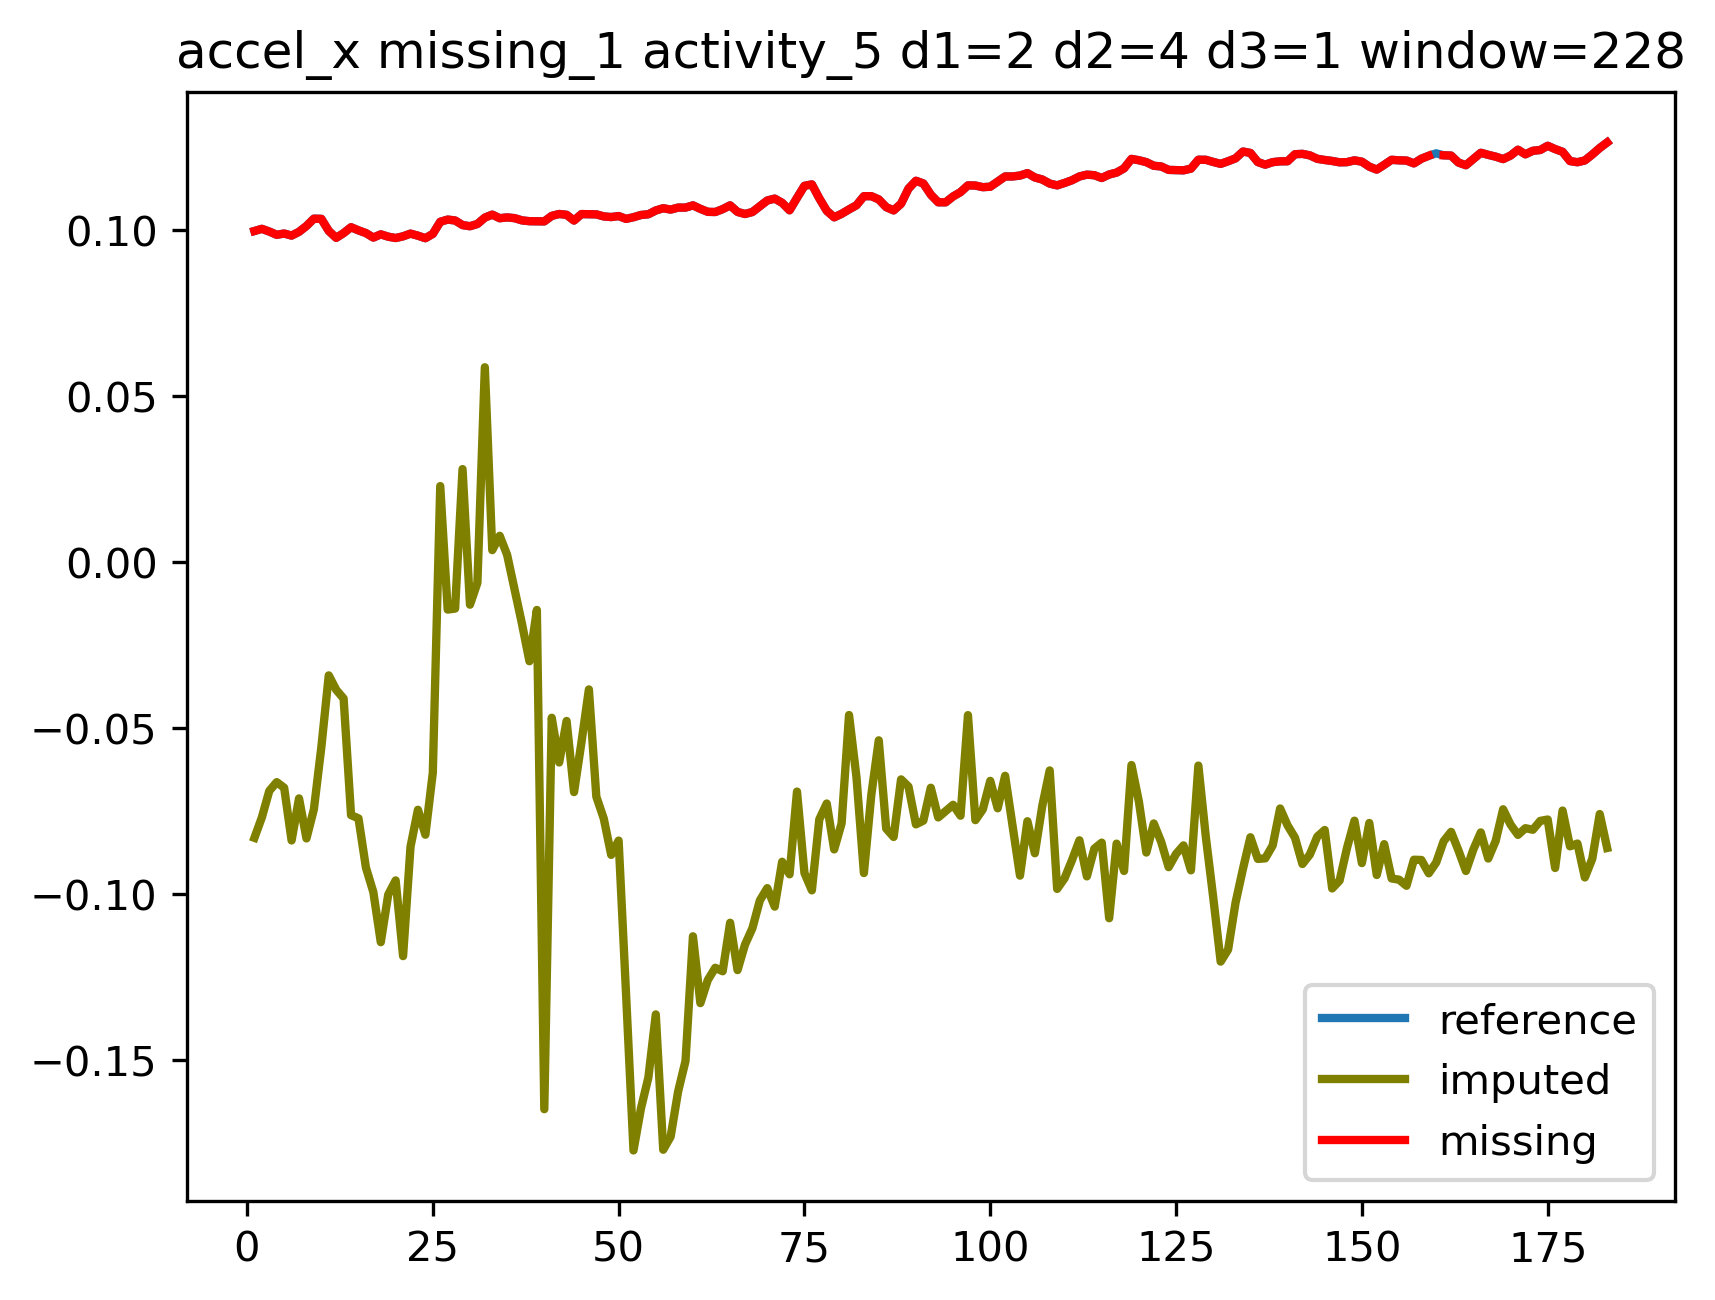 accel_x missing_1 activity_5 d1=2 d2=4 d3=1 window=228
0.10
0.05
0.00
−0.05
−0.10
−0.15
reference
imputed
missing
0 25 50 75 100 125 150 175